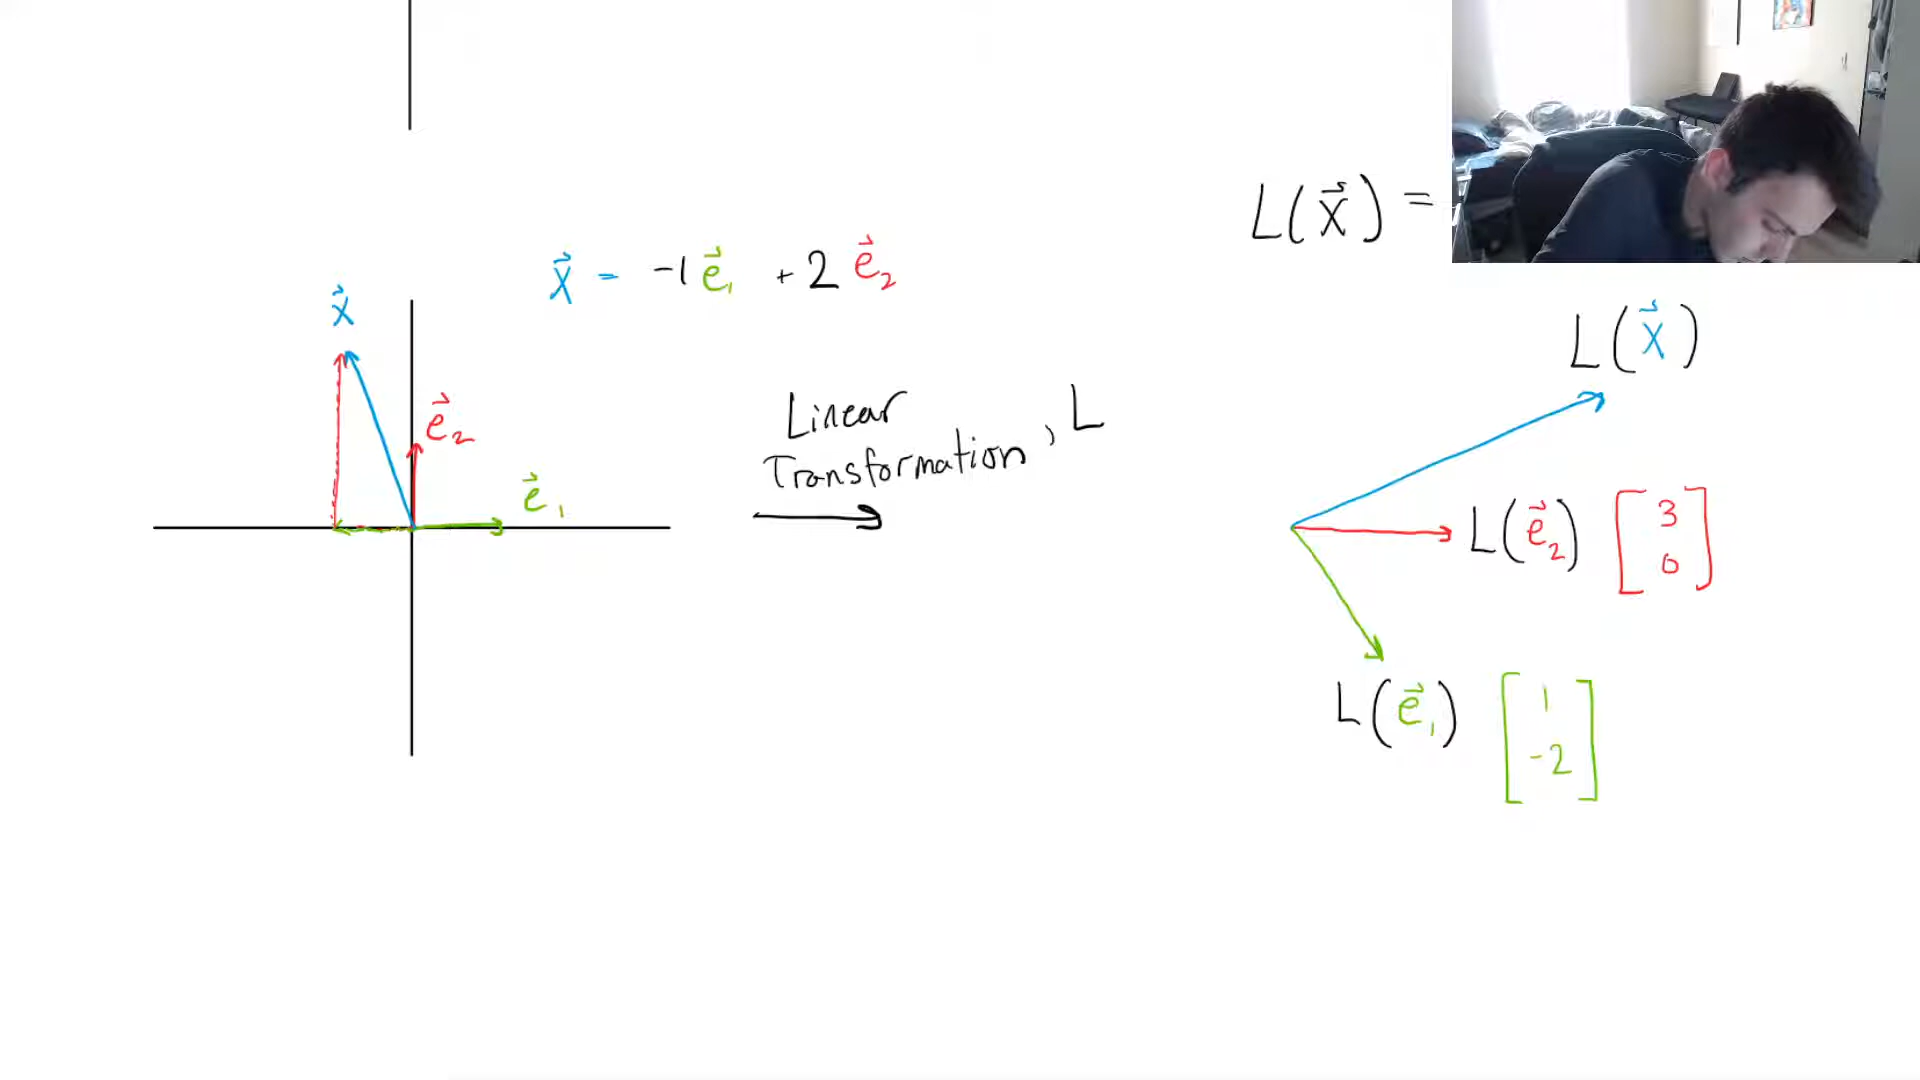 L(x⃗) =
x⃗ = -1 e⃗₁ + 2 e⃗₂
x⃗
L(x⃗)
e⃗₂
Linear
Transformation, L
e⃗₁
L(e⃗₂) [3
0]
L(e⃗₁) [1
-2]